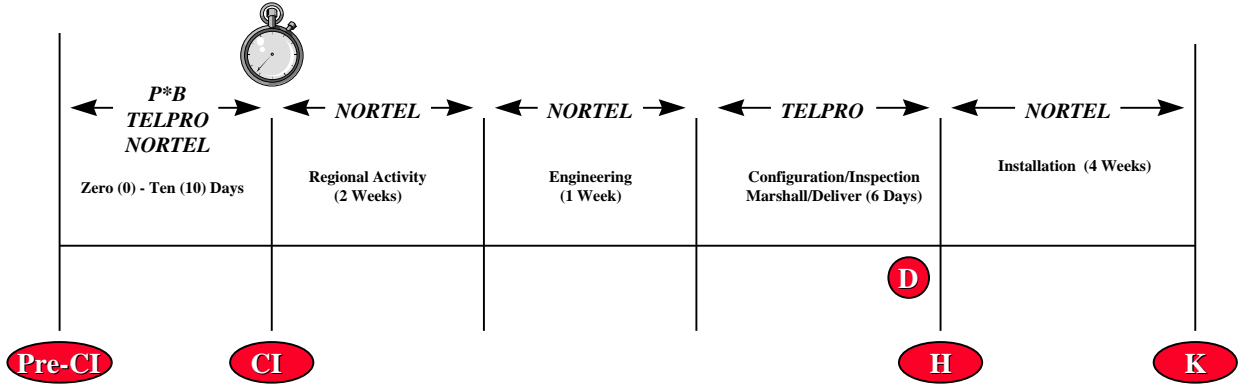 P*B
TELPRO
NORTEL
Zero (0) - Ten (10) Days
NORTEL
Regional Activity
(2 Weeks)
NORTEL
Engineering
(1 Week)
TELPRO
Configuration/Inspection
Marshall/Deliver (6 Days)
NORTEL
Installation (4 Weeks)
D
Pre-CI
CI
H
K